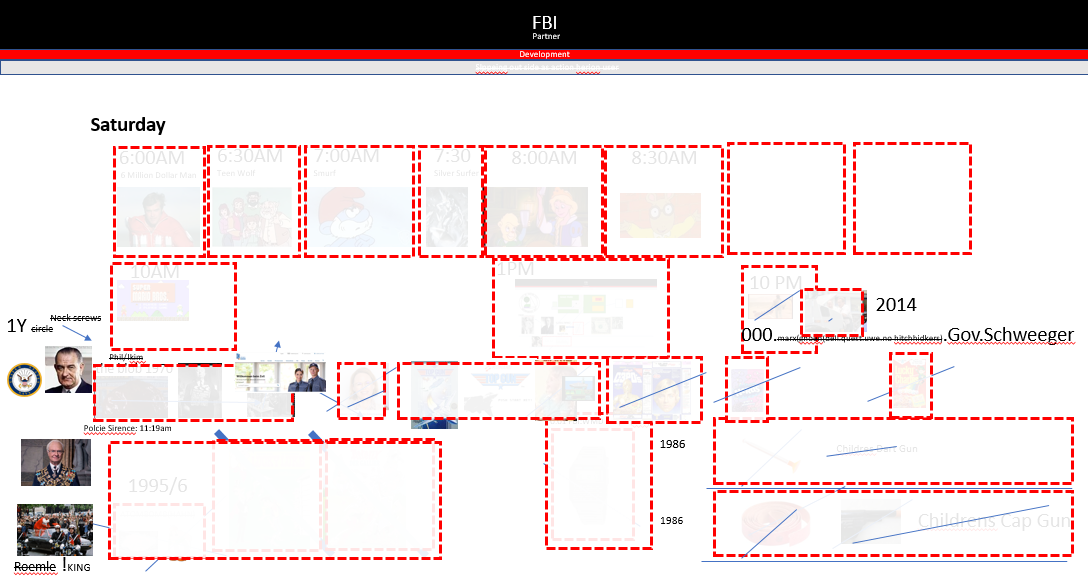 FBI
Partner
Development
Saturday
6:00AM
6:30AM
7:00AM
7:30
8:00AM
8:30AM
Million Dollar Man
Teen Wolf
Smurf
Silver Surfer
10AM
1PM
10 PM
2014
Neck screws
1Y circle
000.
.Gov.Schweeger
Phil/Ikim
Polcie Sirence: 11:19am
1986
Childrens Dart Gun
1995/6
1986
Childrens Cap Gun
Roemle !KING